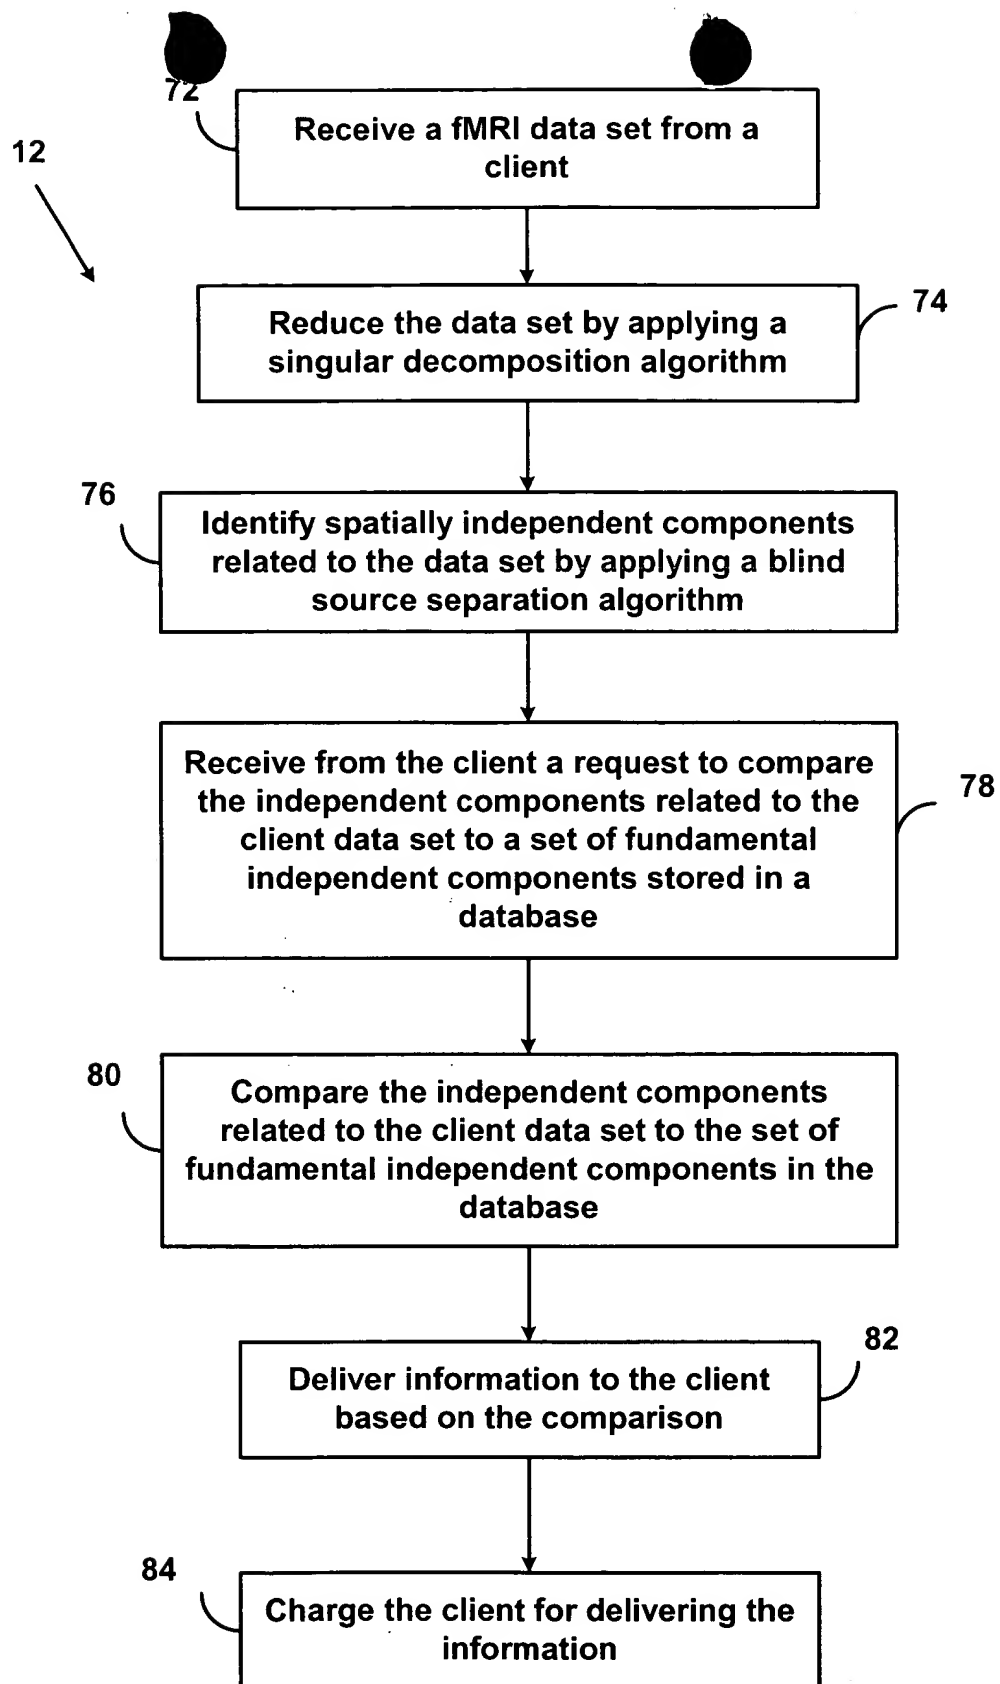 72
Receive a fMRI data set from a
client
12
74
Reduce the data set by applying a
singular decomposition algorithm
76
Identify spatially independent components
related to the data set by applying a blind
source separation algorithm
78
Receive from the client a request to compare
the independent components related to the
client data set to a set of fundamental
independent components stored in a
database
80
Compare the independent components
related to the client data set to the set of
fundamental independent components in the
database
82
Deliver information to the client
based on the comparison
84
Charge the client for delivering the
information